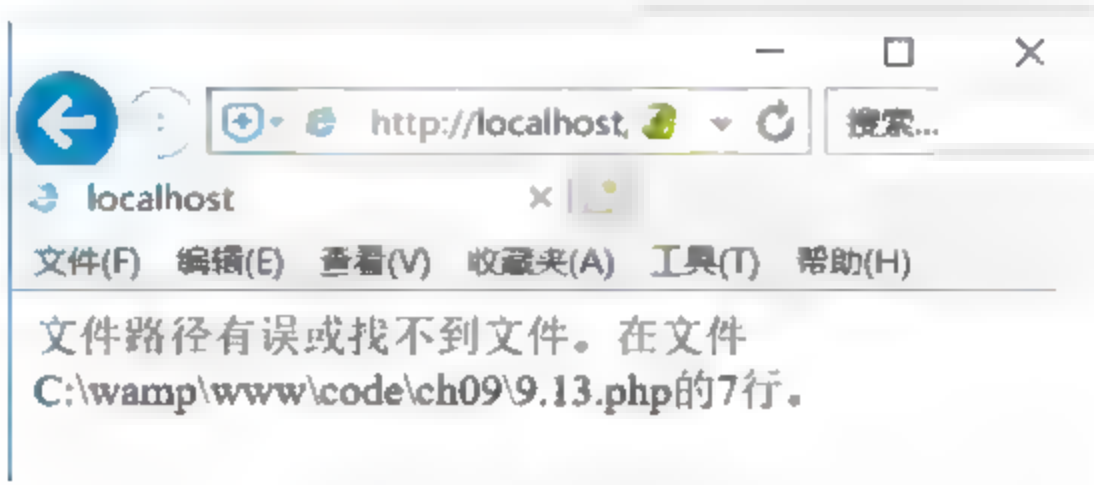 http://localhost, 搜索...
localhost
文件(F) 编辑(E) 查看(V) 收藏夹(A) 工具(T) 帮助(H)
文件路径有误或找不到文件。在文件
C:\wamp\www\code\ch09\9.13.php的7行。